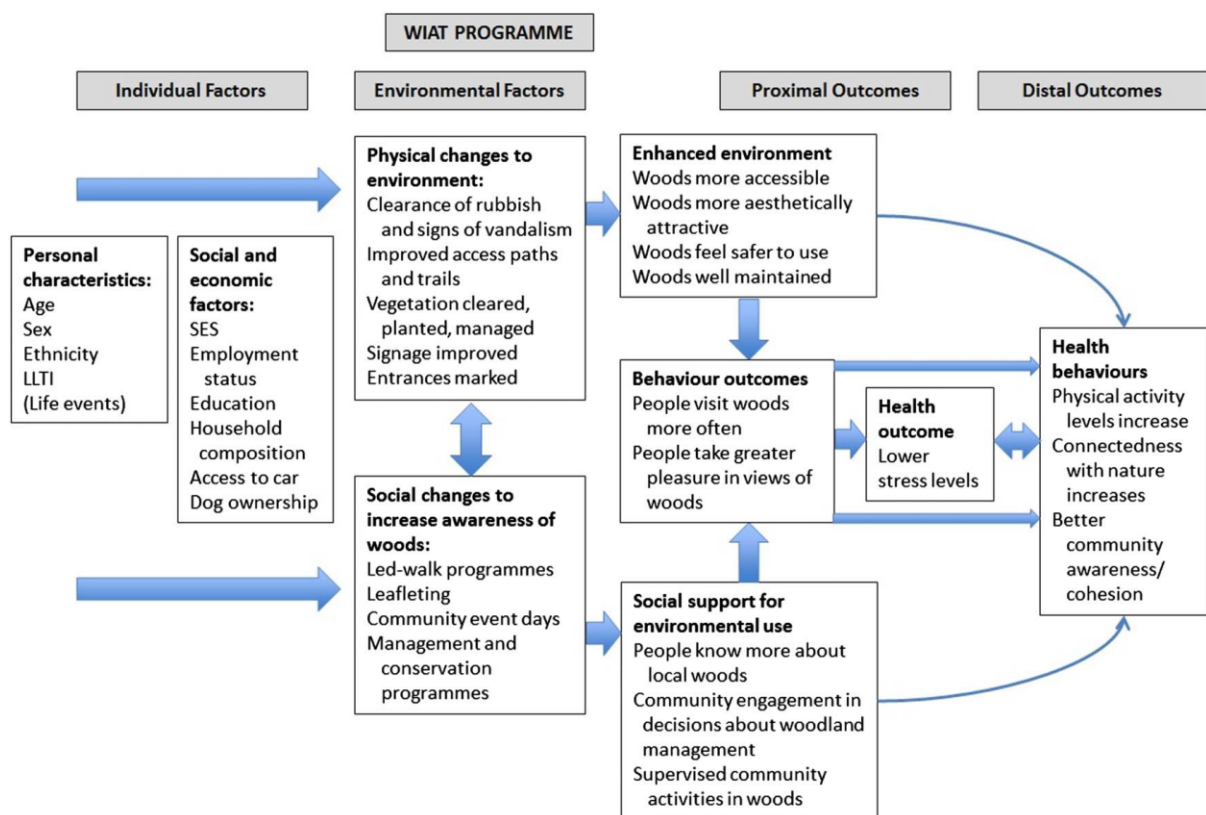 WIAT PROGRAMME
Individual Factors
Environmental Factors
Proximal Outcomes
Distal Outcomes
Personal
characteristics:
Age
Sex
Ethnicity
LLTI
(Life events)
Social and
economic
factors:
SES
Employment
status
Education
Household
composition
Access to car
Dog ownership
Physical changes to
environment:
Clearance of rubbish
and signs of vandalism
Improved access paths
and trails
Vegetation cleared,
planted, managed
Signage improved
Entrances marked
Social changes to
increase awareness of
woods:
Led-walk programmes
Leafleting
Community event days
Management and
conservation
programmes
Enhanced environment
Woods more accessible
Woods more aesthetically
attractive
Woods feel safer to use
Woods well maintained
Behaviour outcomes
People visit woods
more often
People take greater
pleasure in views of
woods
Social support for
environmental use
People know more about
local woods
Community engagement in
decisions about woodland
management
Supervised community
activities in woods
Health
outcome
Lower
stress levels
Health
behaviours
Physical activity
levels increase
Connectedness
with nature
increases
Better
community
awareness/
cohesion